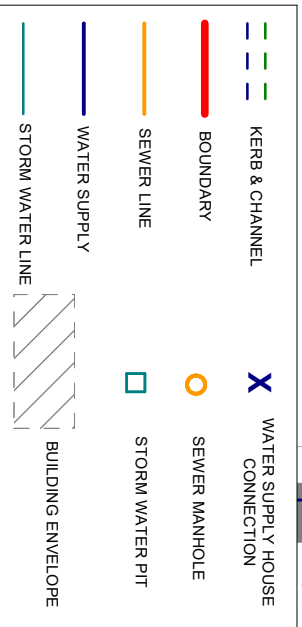 KERB & CHANNEL
BOUNDARY
SEWER LINE
WATER SUPPLY
STORM WATER LINE
X
WATER SUPPLY HOUSE
CONNECTION
SEWER MANHOLE
STORM WATER PIT
BUILDING ENVELOPE